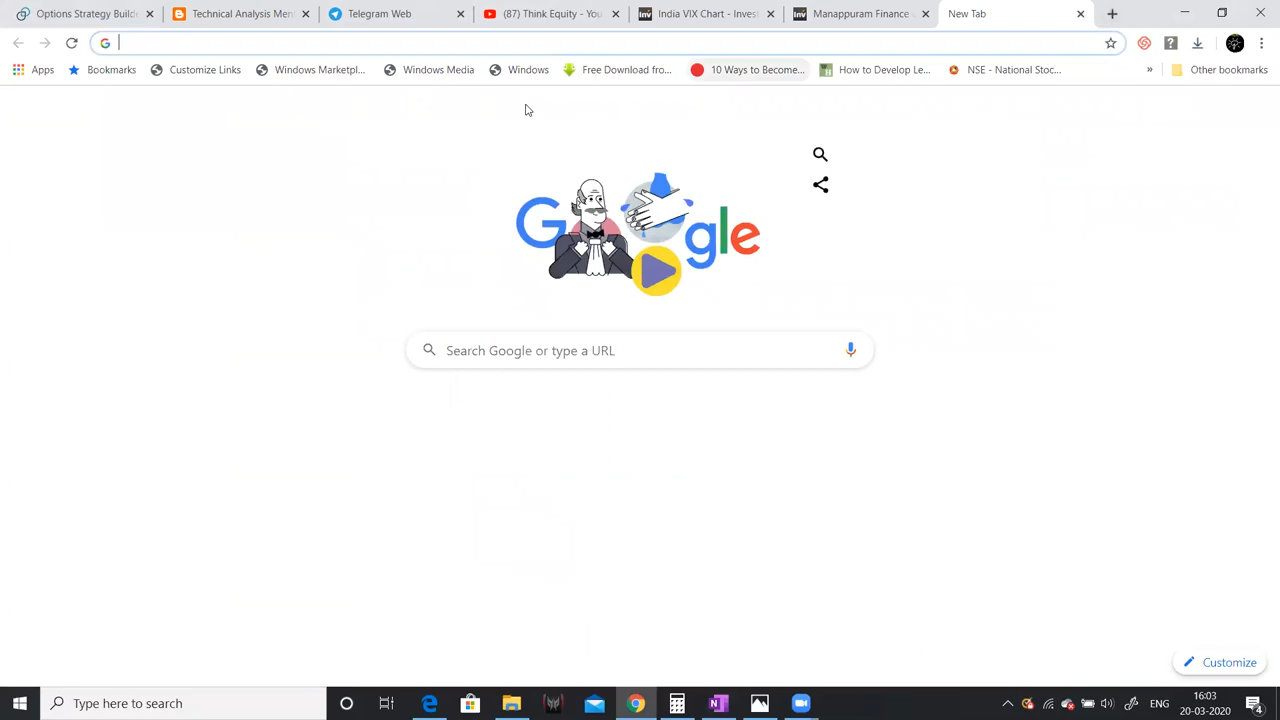 Options Strategy Builde
Technical Analysis Men
Telegram Web
(87) Think Equity - You
India VIX Chart - Invest
Manappuram Finance
New Tab
Apps
Bookmarks
Customize Links
Windows Marketpl...
Windows Media
Windows
Free Download fro...
10 Ways to Become...
How to Develop Le...
NSE - National Stoc...
»
Other bookmarks
G gle
Search Google or type a URL
Customize
Type here to search
ENG
16:03
20-03-2020
4